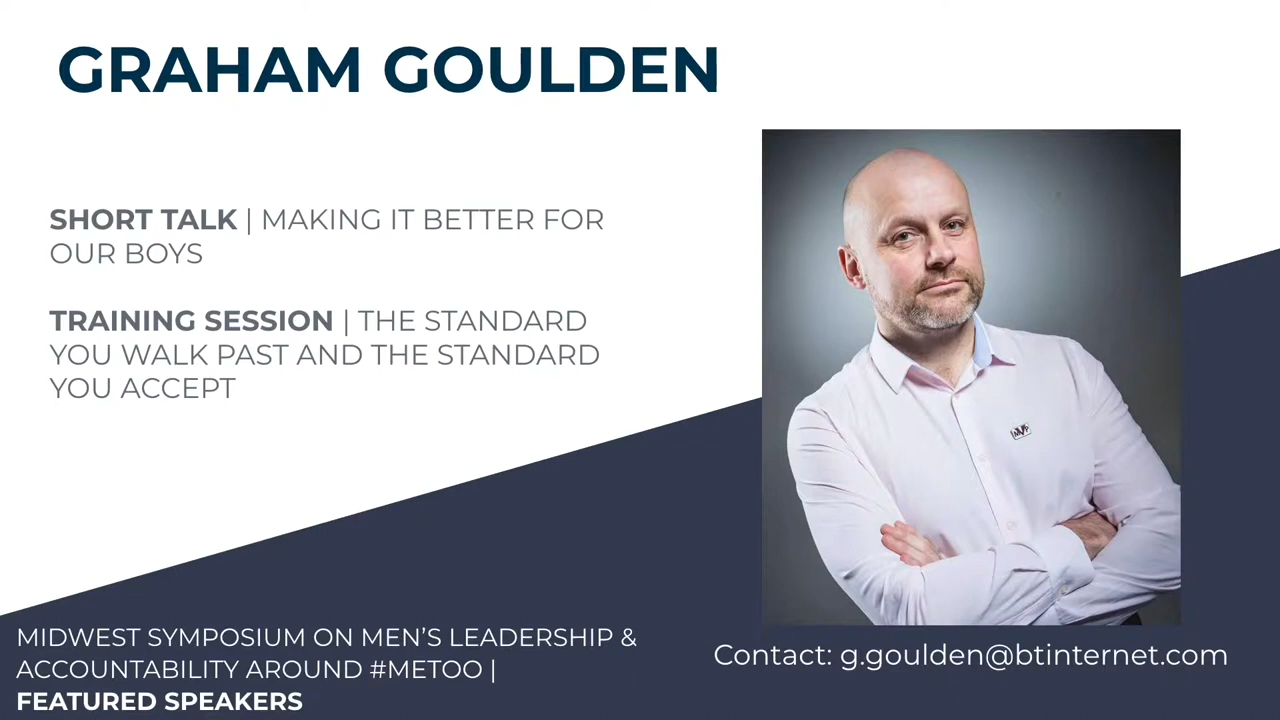 GRAHAM GOULDEN
SHORT TALK | MAKING IT BETTER FOR
OUR BOYS
TRAINING SESSION | THE STANDARD
YOU WALK PAST AND THE STANDARD
YOU ACCEPT
MVP
MIDWEST SYMPOSIUM ON MEN’S LEADERSHIP &
ACCOUNTABILITY AROUND #METOO |
FEATURED SPEAKERS
Contact: g.goulden@btinternet.com